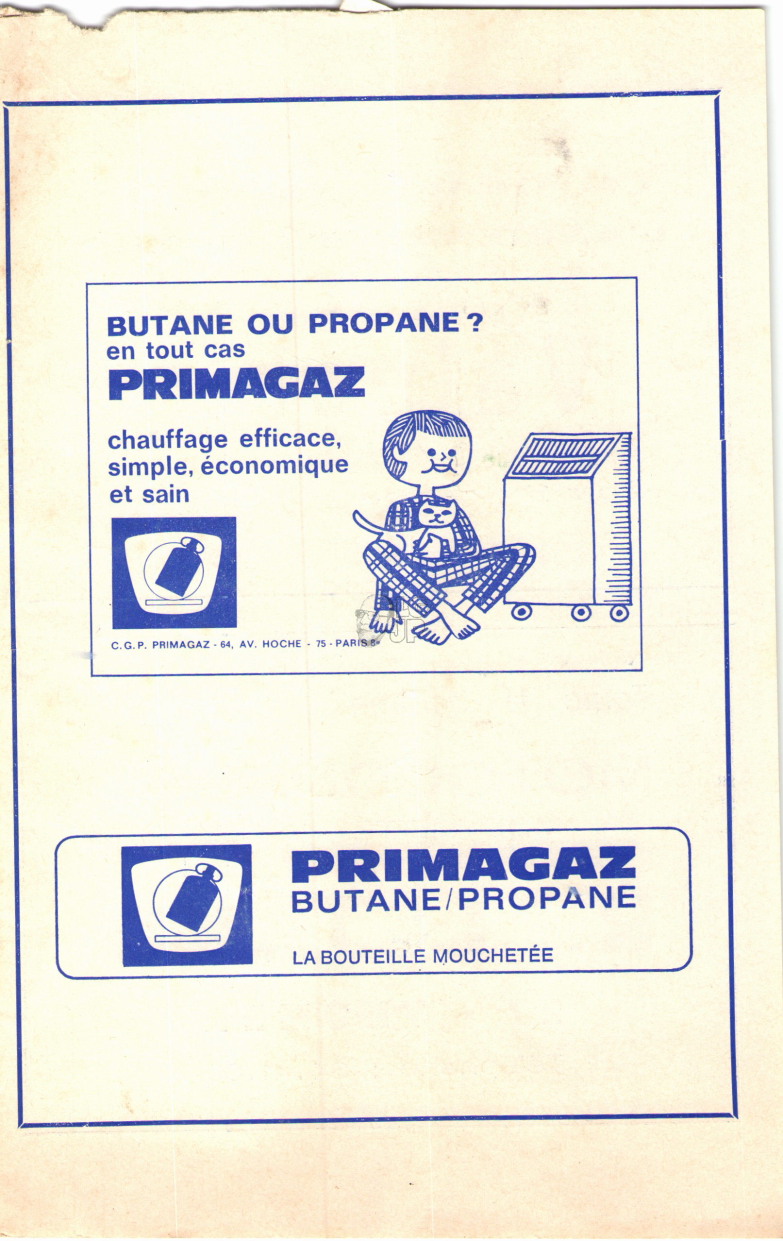 BUTANE OU PROPANE ?
en tout cas
PRIMAGAZ
chauffage efficace,
simple, économique
et sain
C.G.P. PRIMAGAZ - 64, AV. HOCHE - 75 - PARIS 8e
PRIMAGAZ
BUTANE/PROPANE
LA BOUTEILLE MOUCHETÉE